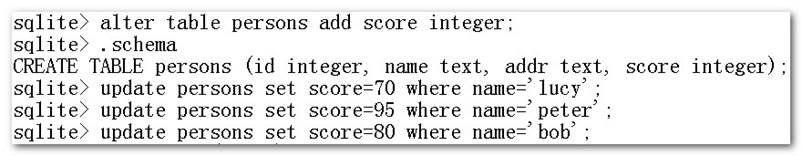 sqlite> alter table persons add score integer;
sqlite> .schema
CREATE TABLE persons (id integer, name text, addr text, score integer);
sqlite> update persons set score=70 where name='lucy';
sqlite> update persons set score=95 where name='peter';
sqlite> update persons set score=80 where name='bob';